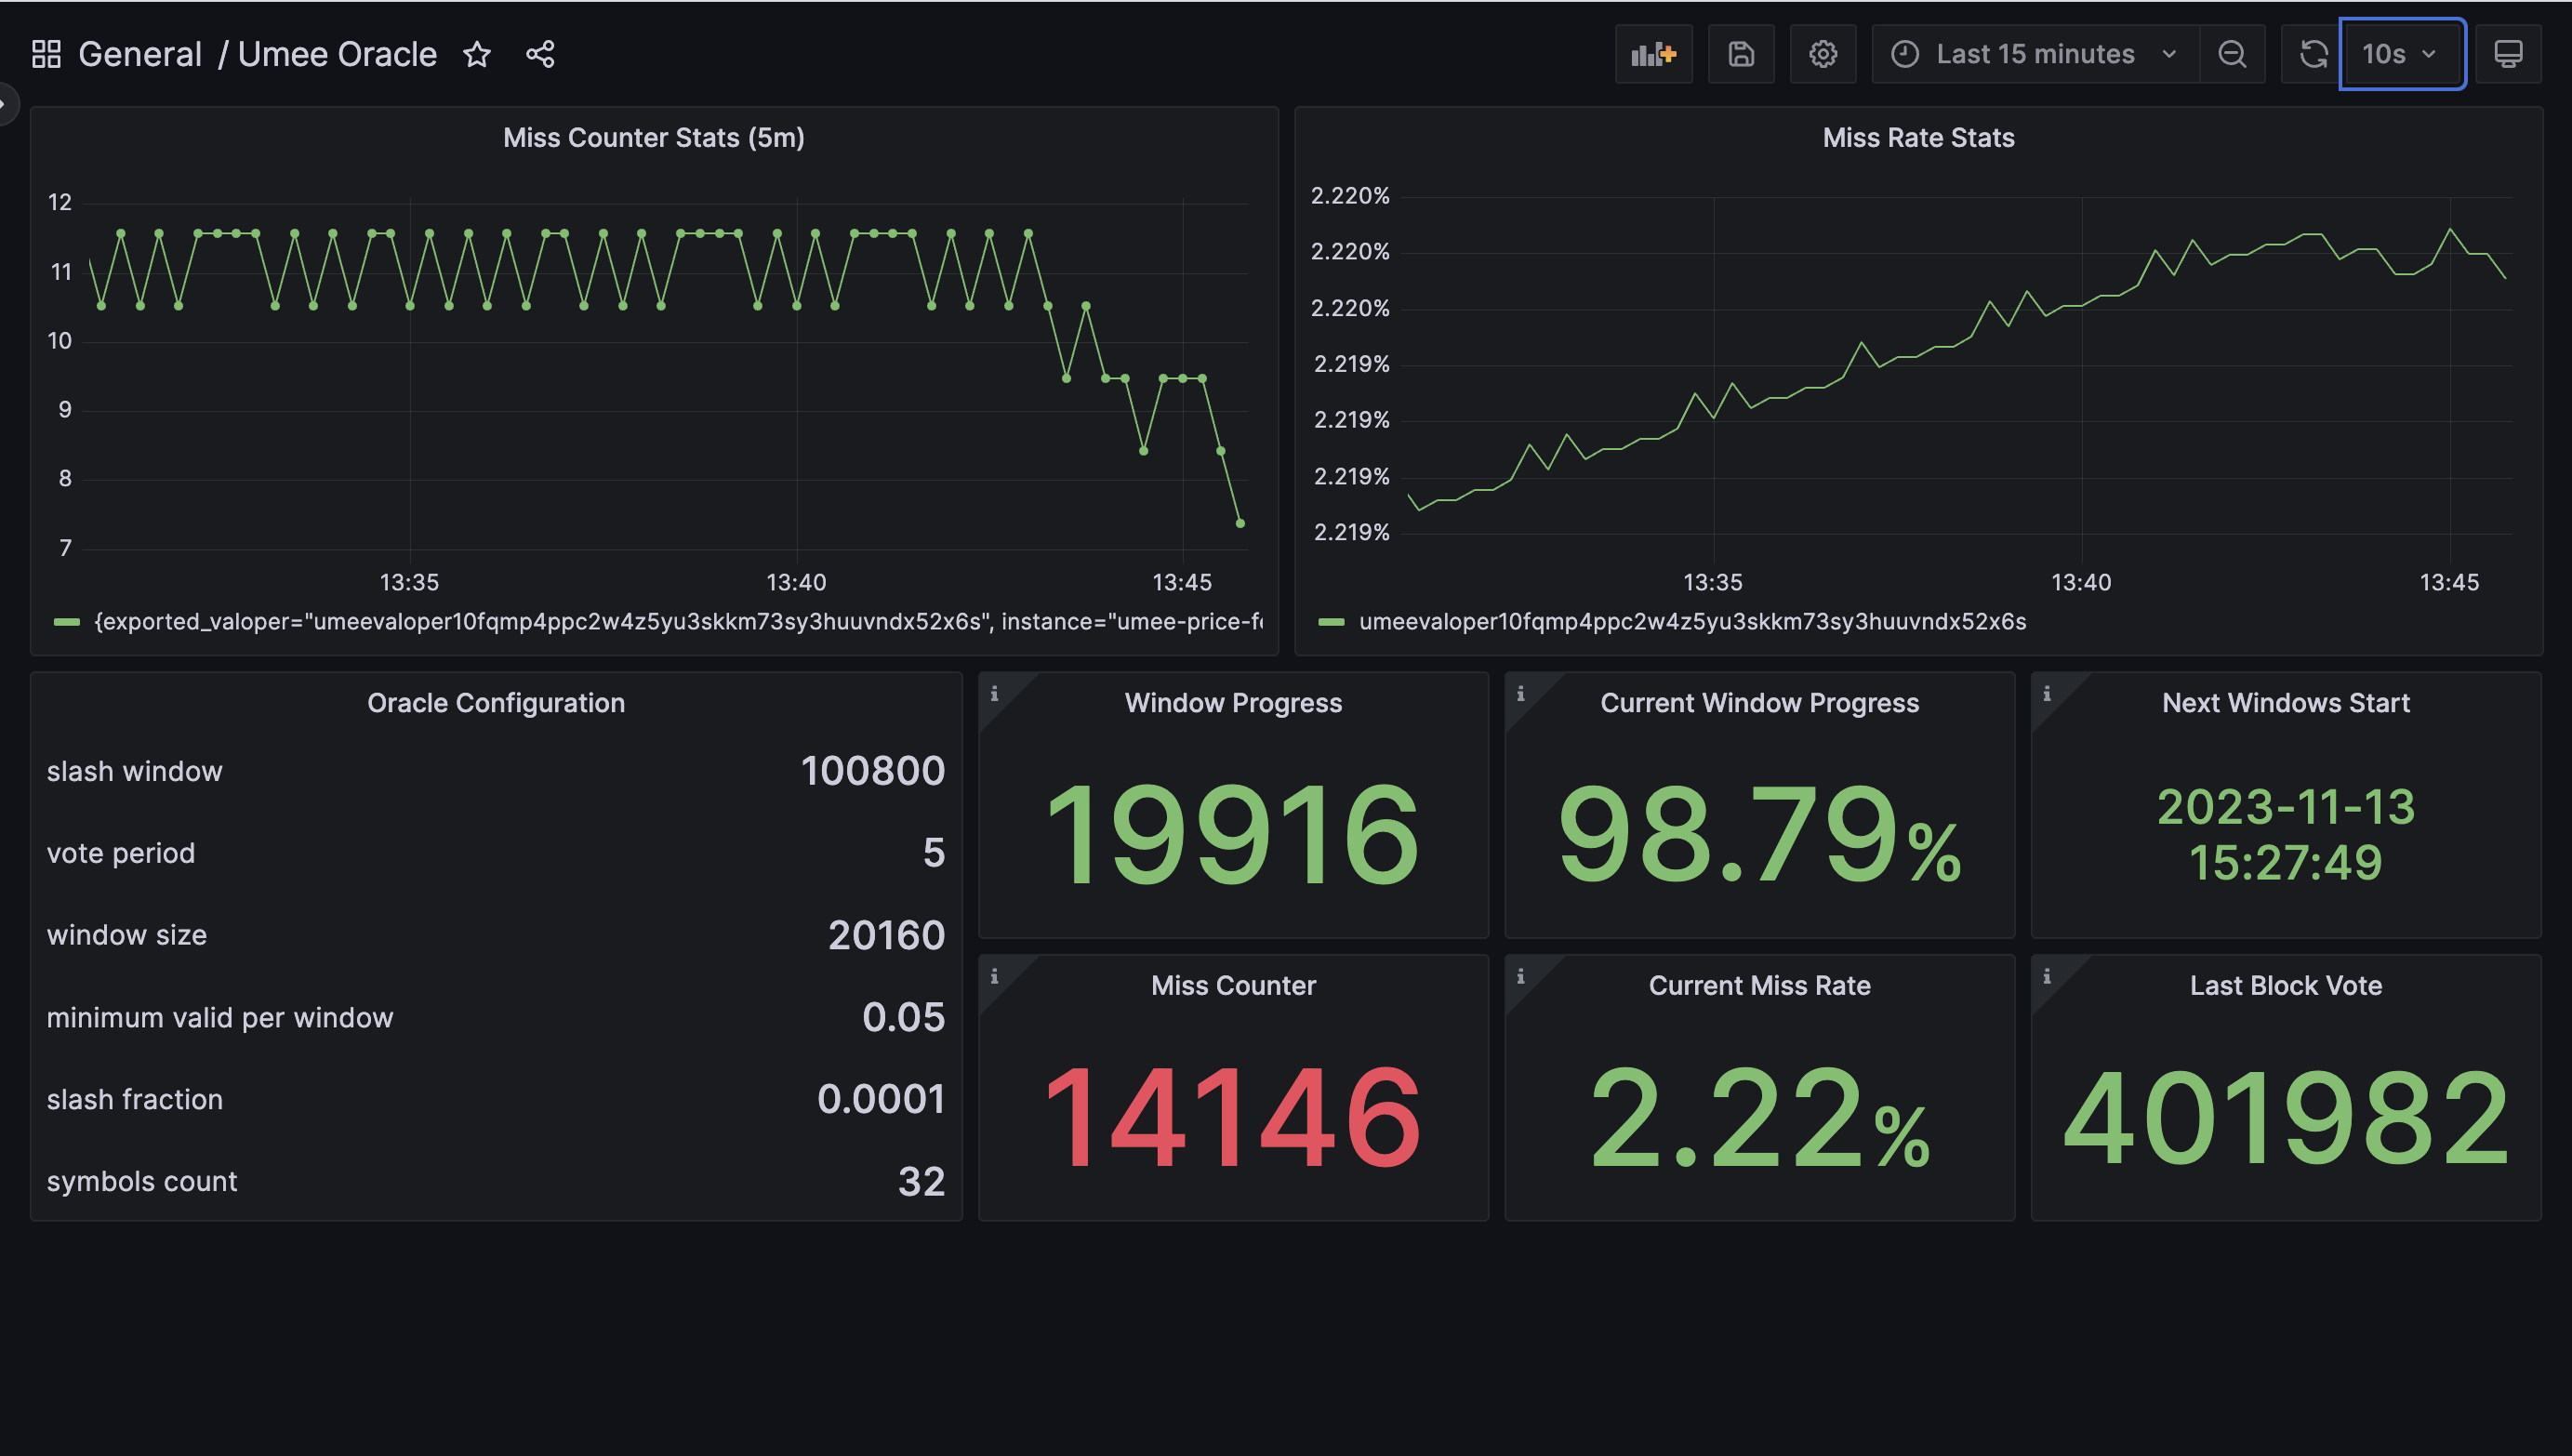 General / Umee Oracle
Last 15 minutes
10s
Miss Counter Stats (5m)
12
11
10
9
8
7
13:35 13:40 13:45
{exported_valoper="umeevaloper10fqmp4ppc2w4z5yu3skkm73sy3huuvndx52x6s", instance="umee-price-fe
Miss Rate Stats
2.220%
2.220%
2.220%
2.219%
2.219%
2.219%
2.219%
13:35 13:40 13:45
umeevaloper10fqmp4ppc2w4z5yu3skkm73sy3huuvndx52x6s
Oracle Configuration
slash window 100800
vote period 5
window size 20160
minimum valid per window 0.05
slash fraction 0.0001
symbols count 32
Window Progress
19916
Current Window Progress
98.79%
Next Windows Start
2023-11-13
15:27:49
Miss Counter
14146
Current Miss Rate
2.22%
Last Block Vote
401982